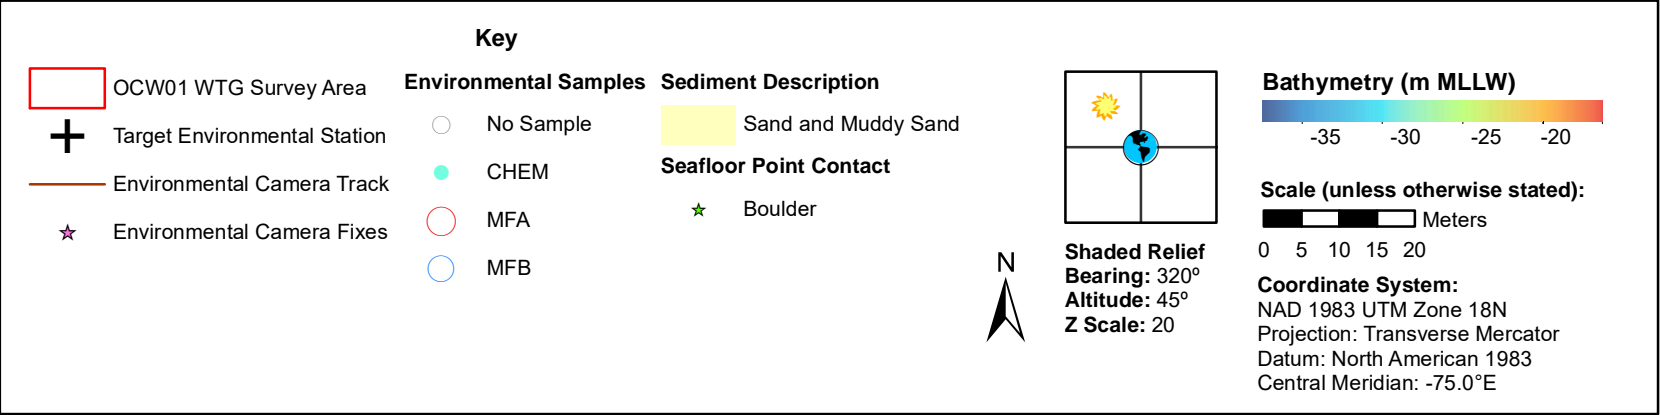 Key
OCW01 WTG Survey Area
Target Environmental Station
Environmental Camera Track
Environmental Camera Fixes
Environmental Samples
No Sample
CHEM
MFA
MFB
Sediment Description
Sand and Muddy Sand
Seafloor Point Contact
Boulder
N
Shaded Relief
Bearing: 320º
Altitude: 45º
Z Scale: 20
Bathymetry (m MLLW)
-35 -30 -25 -20
Scale (unless otherwise stated):
Meters
0 5 10 15 20
Coordinate System:
NAD 1983 UTM Zone 18N
Projection: Transverse Mercator
Datum: North American 1983
Central Meridian: -75.0°E